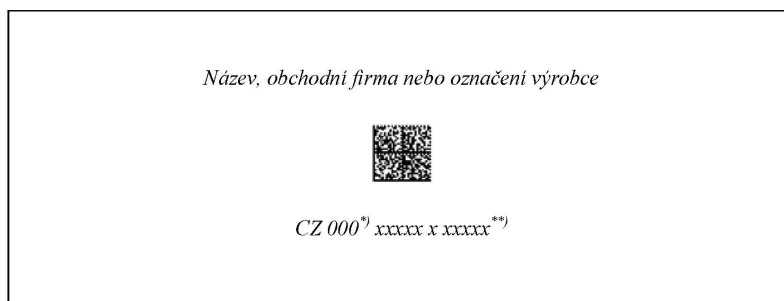 Název, obchodní firma nebo označení výrobce
CZ 000*) xxxxx x xxxxx**)